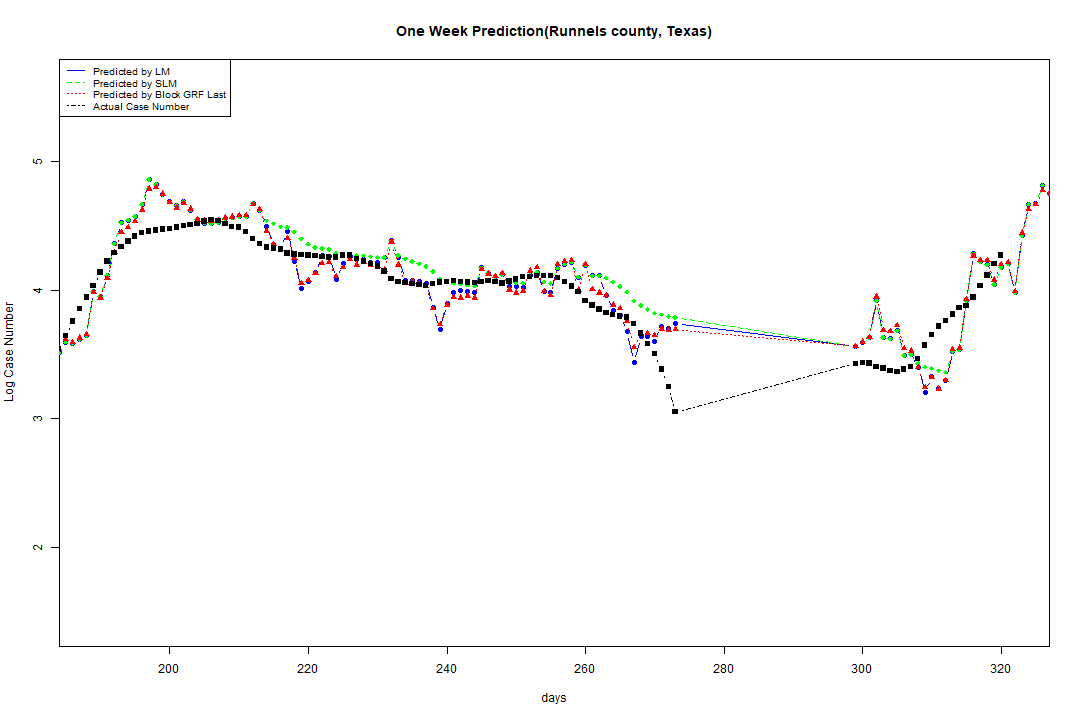 One Week Prediction(Runnels county, Texas)
Predicted by LM
Predicted by SLM
Predicted by Block GRF Last
Actual Case Number
5
4
3
2
Log Case Number
200 220 240 260 280 300 320
days